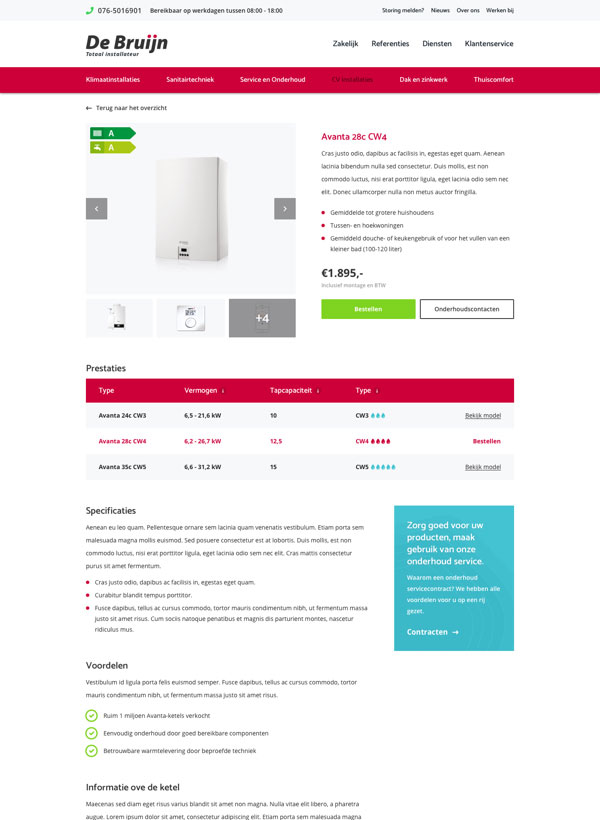 076-5016901 Bereikbaar op werkdagen tussen 08:00 - 18:00 Storing melden? Nieuws Over ons Werken bij
De Bruijn
Totaal installateur
Zakelijk Referenties Diensten Klantenservice
Klimaatinstallaties Sanitairtechniek Service en Onderhoud CV Installaties Dak en zinkwerk Thuiscomfort
← Terug naar het overzicht
A
A
Avanta 28c CW4
Cras justo odio, dapibus ac facilisis in, egestas eget quam. Aenean
lacinia bibendum nulla sed consectetur. Duis mollis, est non
commodo luctus, nisi erat porttitor ligula, eget lacinia odio sem nec
elit. Donec ullamcorper nulla non metus auctor fringilla.
Gemiddelde tot grotere huishoudens
Tussen- en hoekwoningen
Gemiddeld douche- of keukengebruik of voor het vullen van een
kleiner bad (100-120 liter)
€1.895,-
Inclusief montage en BTW
+4
Bestellen Onderhoudscontacten
Prestaties
Type Vermogen i Tapcapaciteit i Type i
Avanta 24c CW3 6,5 - 21,6 kW 10 CW3 Bekijk model
Avanta 28c CW4 6,2 - 26,7 kW 12,5 CW4 Bestellen
Avanta 35c CW5 6,6 - 31,2 kW 15 CW5 Bekijk model
Specificaties
Aenean eu leo quam. Pellentesque ornare sem lacinia quam venenatis vestibulum. Etiam porta sem
malesuada magna mollis euismod. Sed posuere consectetur est at lobortis. Duis mollis, est non
commodo luctus, nisi erat porttitor ligula, eget lacinia odio sem nec elit. Cras mattis consectetur
purus sit amet fermentum.
Cras justo odio, dapibus ac facilisis in, egestas eget quam.
Curabitur blandit tempus porttitor.
Fusce dapibus, tellus ac cursus commodo, tortor mauris condimentum nibh, ut fermentum massa
justo sit amet risus. Cum sociis natoque penatibus et magnis dis parturient montes, nascetur
ridiculus mus.
Zorg goed voor uw
producten, maak
gebruik van onze
onderhoud service.
Waarom een onderhoud
servicecontract? We hebben alle
voordelen voor u op een rij
gezet.
Contracten →
Voordelen
Vestibulum id ligula porta felis euismod semper. Fusce dapibus, tellus ac cursus commodo, tortor
mauris condimentum nibh, ut fermentum massa justo sit amet risus.
Ruim 1 miljoen Avanta-ketels verkocht
Eenvoudig onderhoud door goed bereikbare componenten
Betrouwbare warmtelevering door beproefde techniek
Informatie ove de ketel
Maecenas sed diam eget risus varius blandit sit amet non magna. Nulla vitae elit libero, a pharetra
augue. Lorem ipsum dolor sit amet, consectetur adipiscing elit. Etiam porta sem malesuada magna